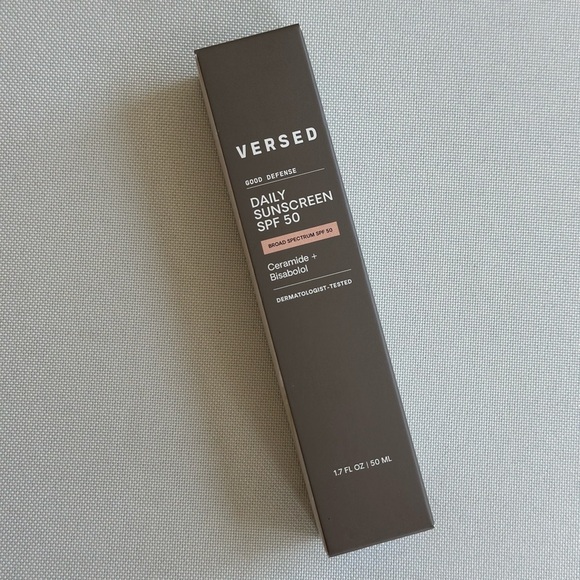 VERSED
GOOD DEFENSE
DAILY
SUNSCREEN
SPF 50
BROAD SPECTRUM SPF 50
Ceramide +
Bisabolol
DERMATOLOGIST-TESTED
1.7 FL OZ | 50 ML